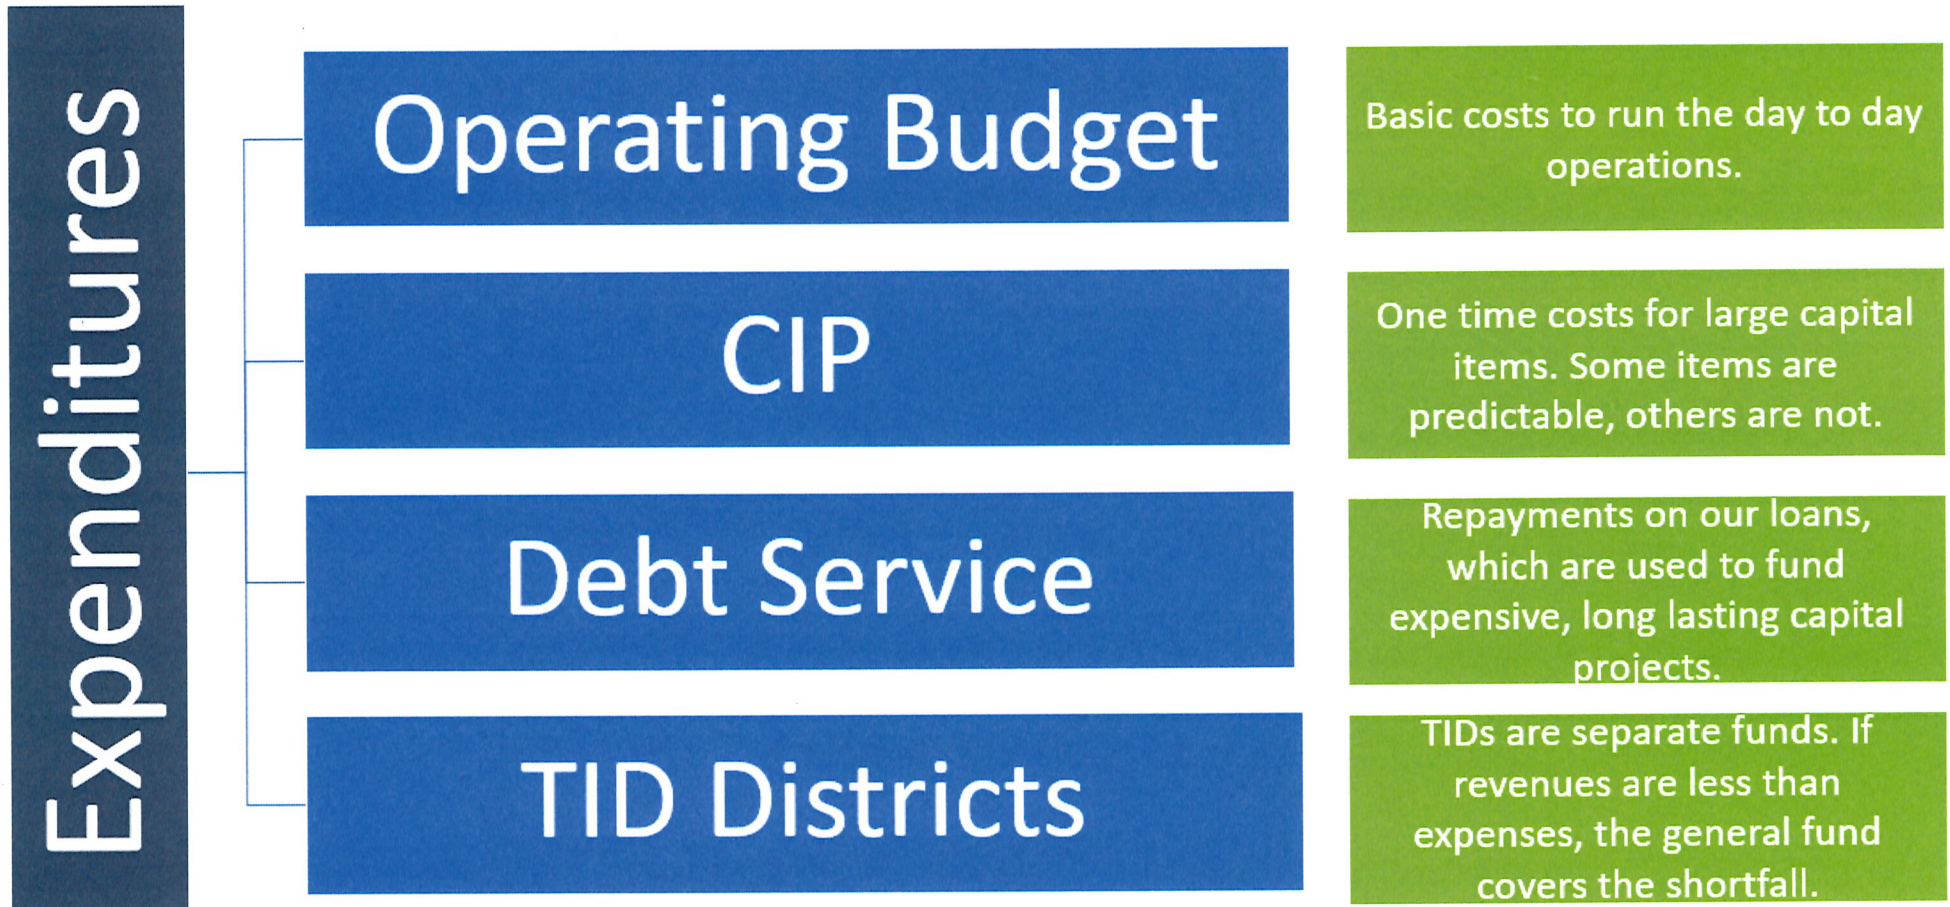 Expenditures
Operating Budget
Basic costs to run the day to day
operations.
CIP
One time costs for large capital
items. Some items are
predictable, others are not.
Debt Service
Repayments on our loans,
which are used to fund
expensive, long lasting capital
projects.
TID Districts
TIDs are separate funds. If
revenues are less than
expenses, the general fund
covers the shortfall.